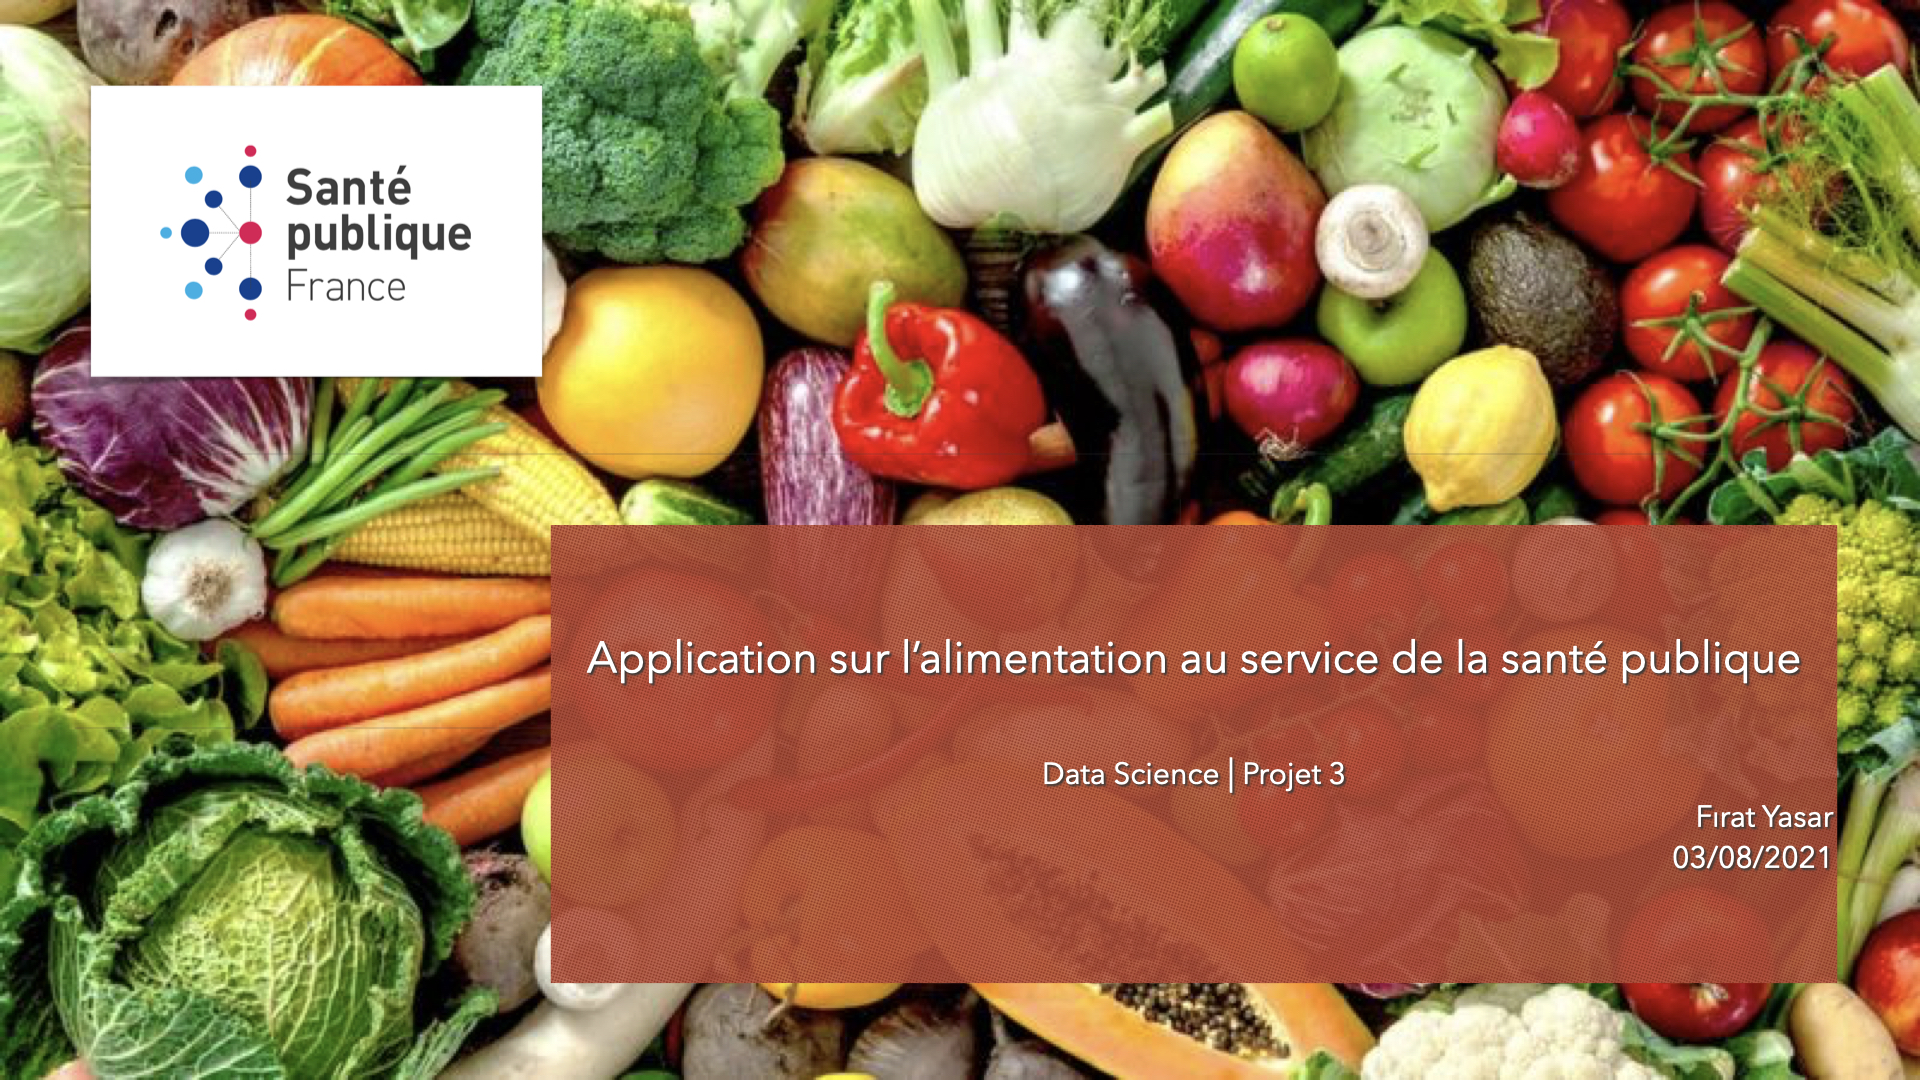 Santé
publique
France
Application sur l’alimentation au service de la santé publique
Data Science | Projet 3
Fırat Yasar
03/08/2021